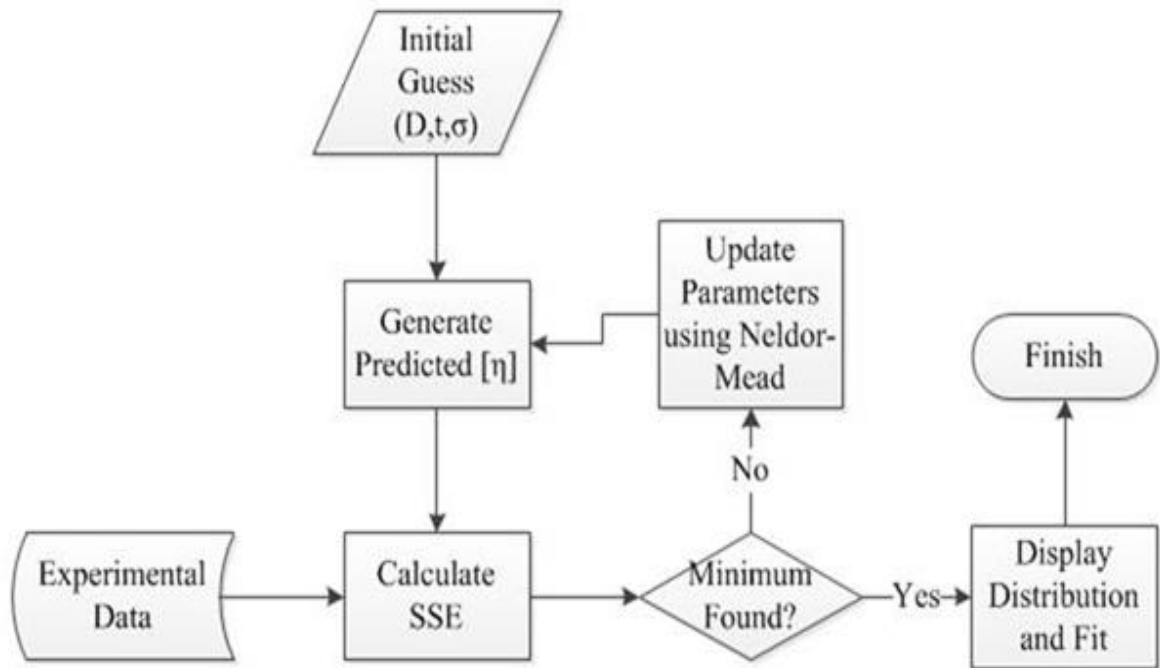 Initial
Guess
(D,t,σ)
Generate
Predicted [η]
Update
Parameters
using Neldor-
Mead
Finish
No
Experimental
Data
Calculate
SSE
Minimum
Found?
Yes
Display
Distribution
and Fit